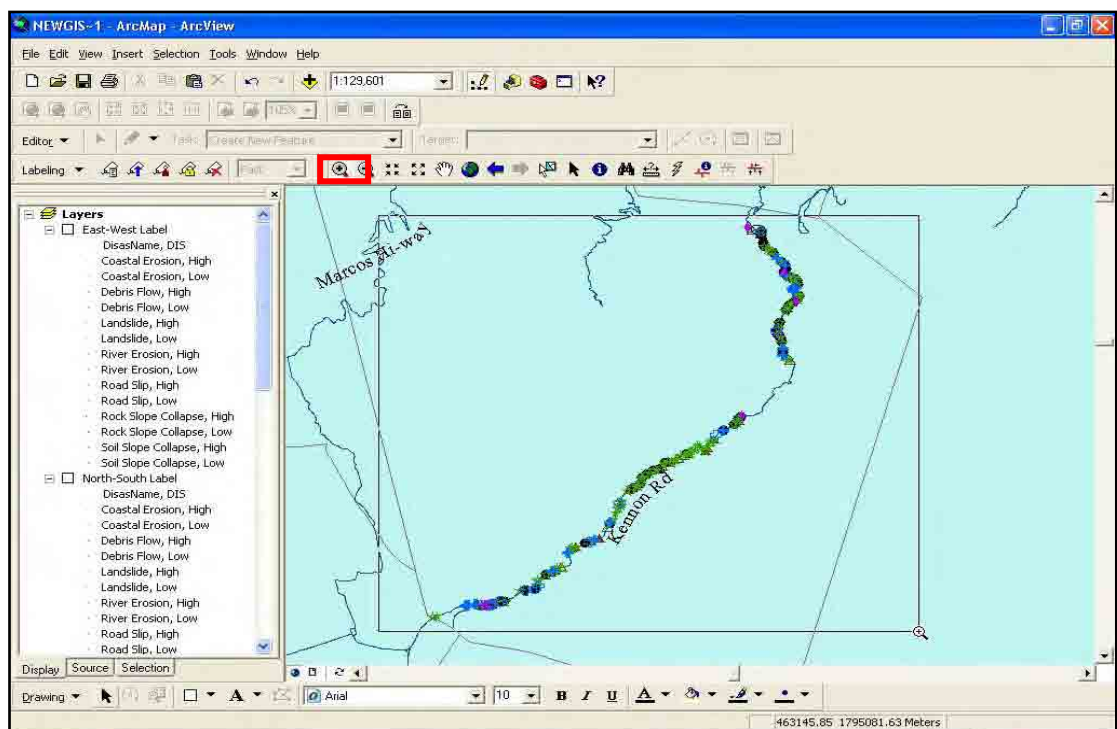 NEWGIS~1 - ArcMap - ArcView
File Edit View Insert Selection Tools Window Help
1:129,601
105%
Editor Task: Create New Feature Target:
Labeling Fast
Layers
East-West Label
DisasName, DIS
Coastal Erosion, High
Coastal Erosion, Low
Debris Flow, High
Debris Flow, Low
Landslide, High
Landslide, Low
River Erosion, High
River Erosion, Low
Road Slip, High
Road Slip, Low
Rock Slope Collapse, High
Rock Slope Collapse, Low
Soil Slope Collapse, High
Soil Slope Collapse, Low
North-South Label
DisasName, DIS
Coastal Erosion, High
Coastal Erosion, Low
Debris Flow, High
Debris Flow, Low
Landslide, High
Landslide, Low
River Erosion, High
River Erosion, Low
Road Slip, High
Road Slip, Low
Marcos Hi-way
Kennon Rd
Display Source Selection
Drawing A Arial 10 B I U A
463145.85 1795081.63 Meters